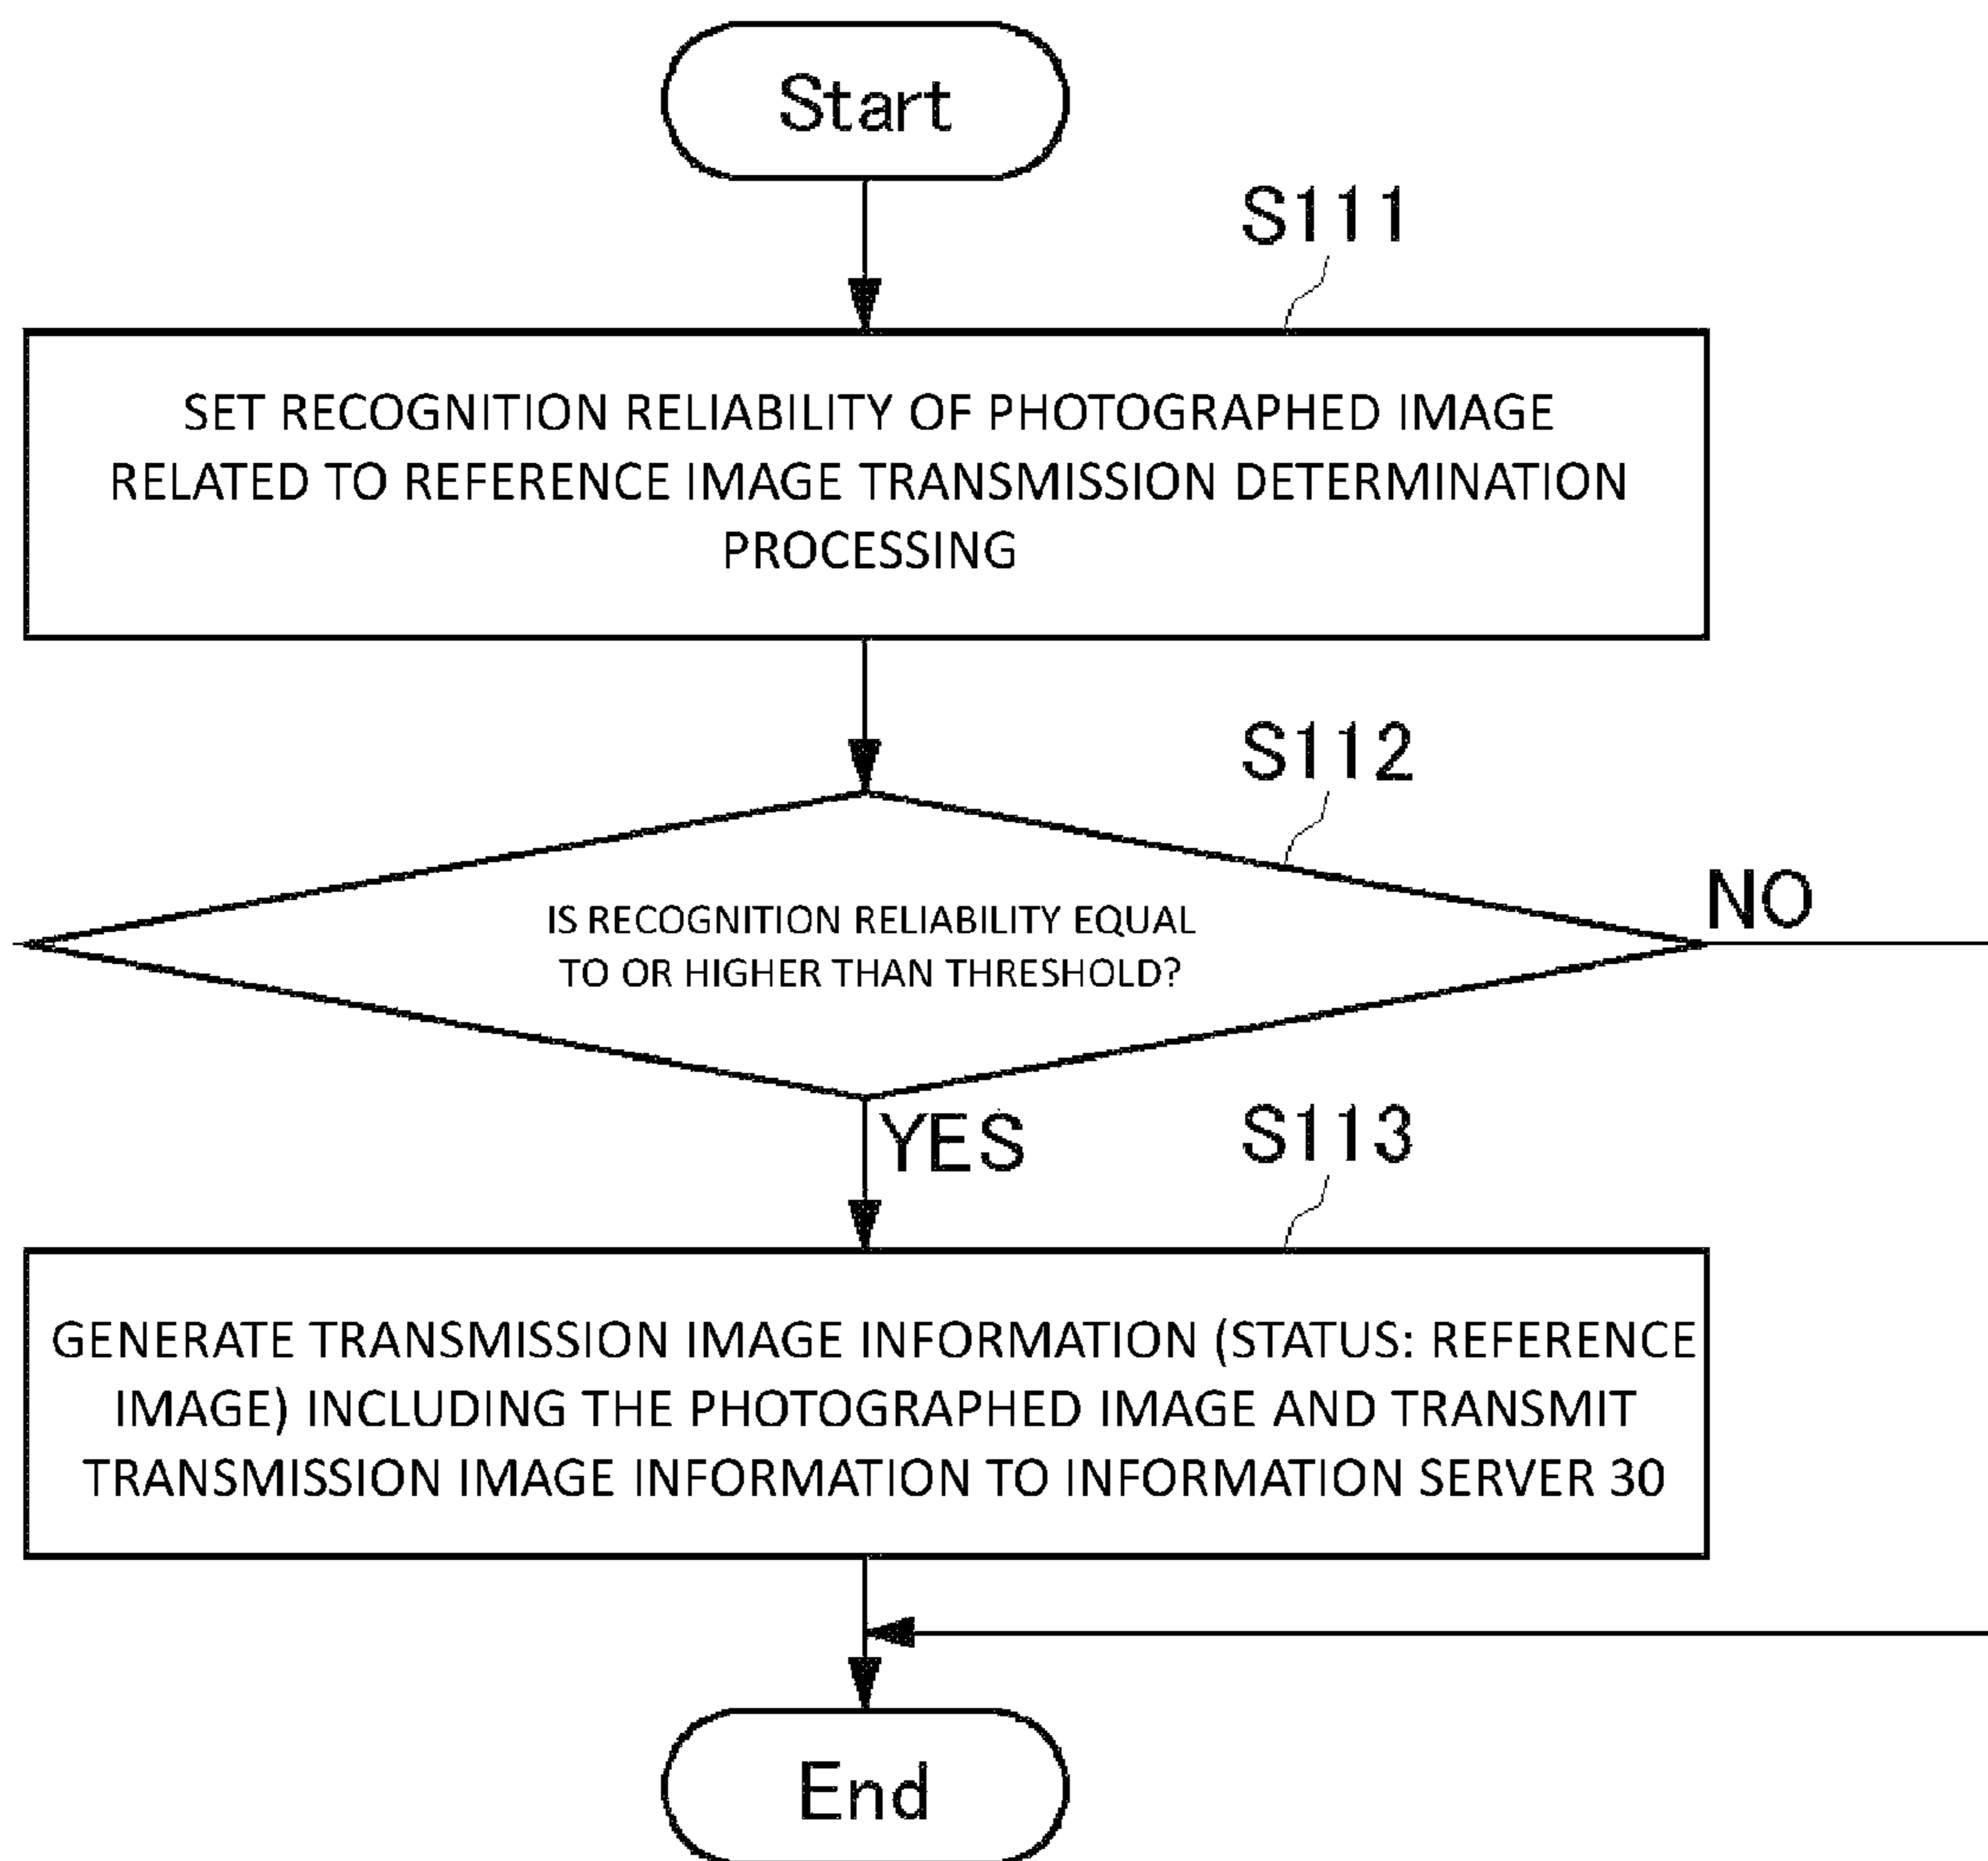 Start
S111
SET RECOGNITION RELIABILITY OF PHOTOGRAPHED IMAGE
RELATED TO REFERENCE IMAGE TRANSMISSION DETERMINATION
PROCESSING
S112
NO
IS RECOGNITION RELIABILITY EQUAL
TO OR HIGHER THAN THRESHOLD?
YES
S113
GENERATE TRANSMISSION IMAGE INFORMATION (STATUS: REFERENCE
IMAGE) INCLUDING THE PHOTOGRAPHED IMAGE AND TRANSMIT
TRANSMISSION IMAGE INFORMATION TO INFORMATION SERVER 30
End